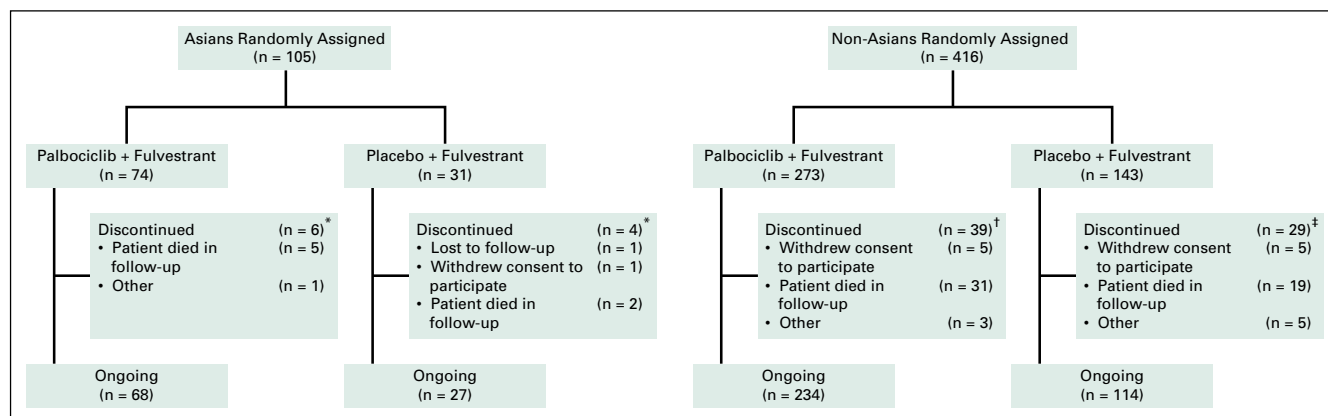 Asians Randomly Assigned
(n = 105)
Non-Asians Randomly Assigned
(n = 416)
Palbociclib + Fulvestrant
(n = 74)
Placebo + Fulvestrant
(n = 31)
Palbociclib + Fulvestrant
(n = 273)
Placebo + Fulvestrant
(n = 143)
Discontinued (n = 6)*
• Patient died in (n = 5)
follow-up
• Other (n = 1)
Discontinued (n = 4)*
• Lost to follow-up (n = 1)
• Withdrew consent to (n = 1)
participate
• Patient died in (n = 2)
follow-up
Discontinued (n = 39)†
• Withdrew consent (n = 5)
to participate
• Patient died in (n = 31)
follow-up
• Other (n = 3)
Discontinued (n = 29)‡
• Withdrew consent (n = 5)
to participate
• Patient died in (n = 19)
follow-up
• Other (n = 5)
Ongoing
(n = 68)
Ongoing
(n = 27)
Ongoing
(n = 234)
Ongoing
(n = 114)